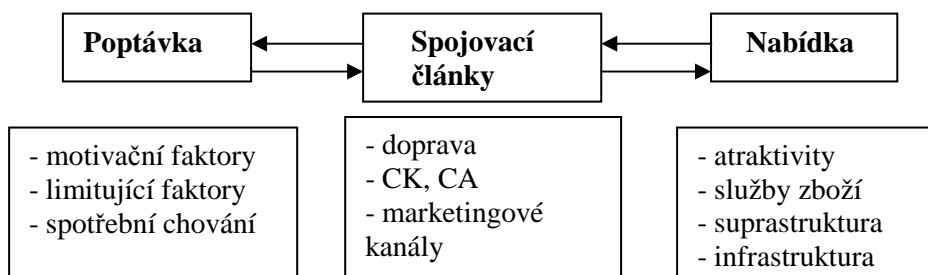 Poptávka
Spojovací
články
Nabídka
- motivační faktory
- limitující faktory
- spotřební chování
- doprava
- CK, CA
- marketingové
kanály
- atraktivity
- služby zboží
- suprastruktura
- infrastruktura